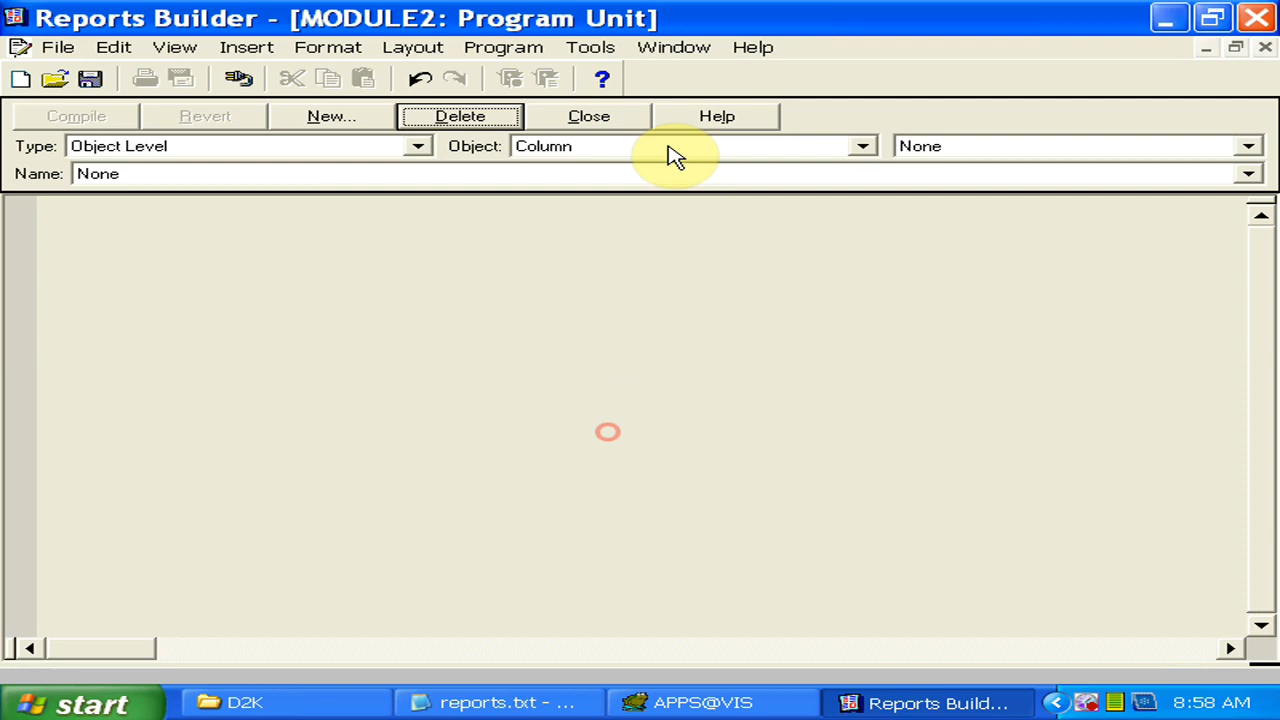 Reports Builder - [MODULE2: Program Unit]
File Edit View Insert Format Layout Program Tools Window Help
Compile Revert New... Delete Close Help
Type: Object Level Object: Column None
Name: None
start D2K reports.txt - ... APPS@VIS Reports Build... 8:58 AM